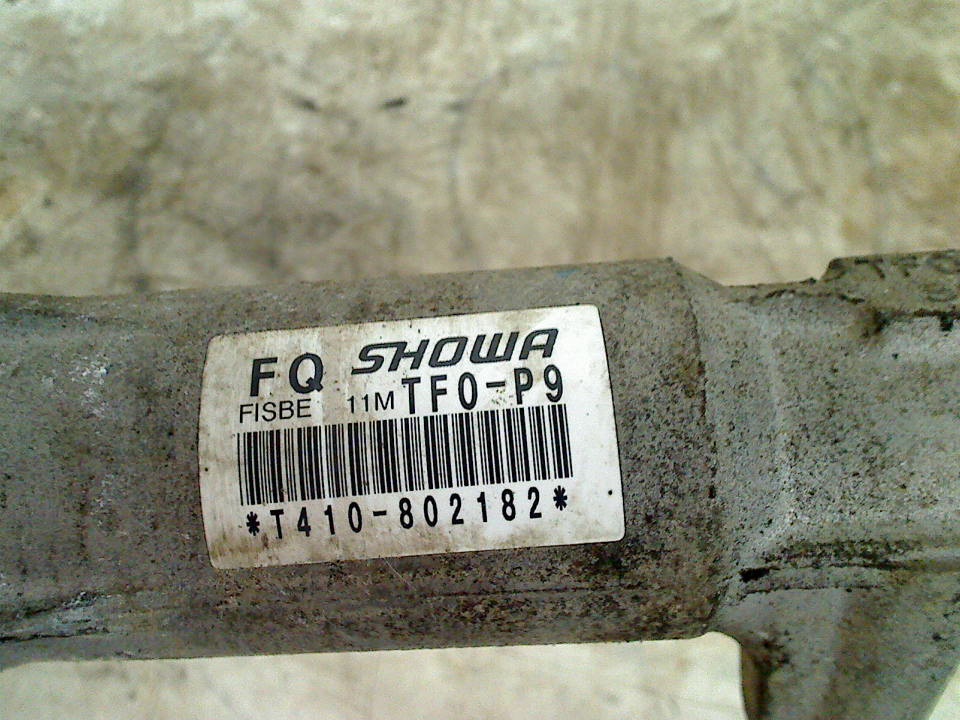 FQ SHOWA
FISBE 11M TF0-P9
*T410-802182*